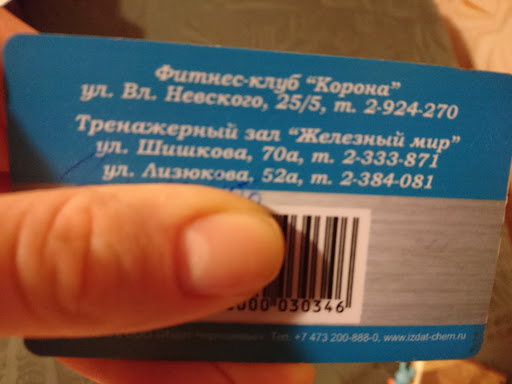 Фитнес-клуб "Корона"
ул. Вл. Невского, 25/5, т. 2-924-270
Тренажерный зал "Железный мир"
ул. Шишкова, 70а, т. 2-333-871
ул. Лизюкова, 52а, т. 2-384-081
0000 030346
Тел. +7 473 200-888-0, www.izdat-chern.ru